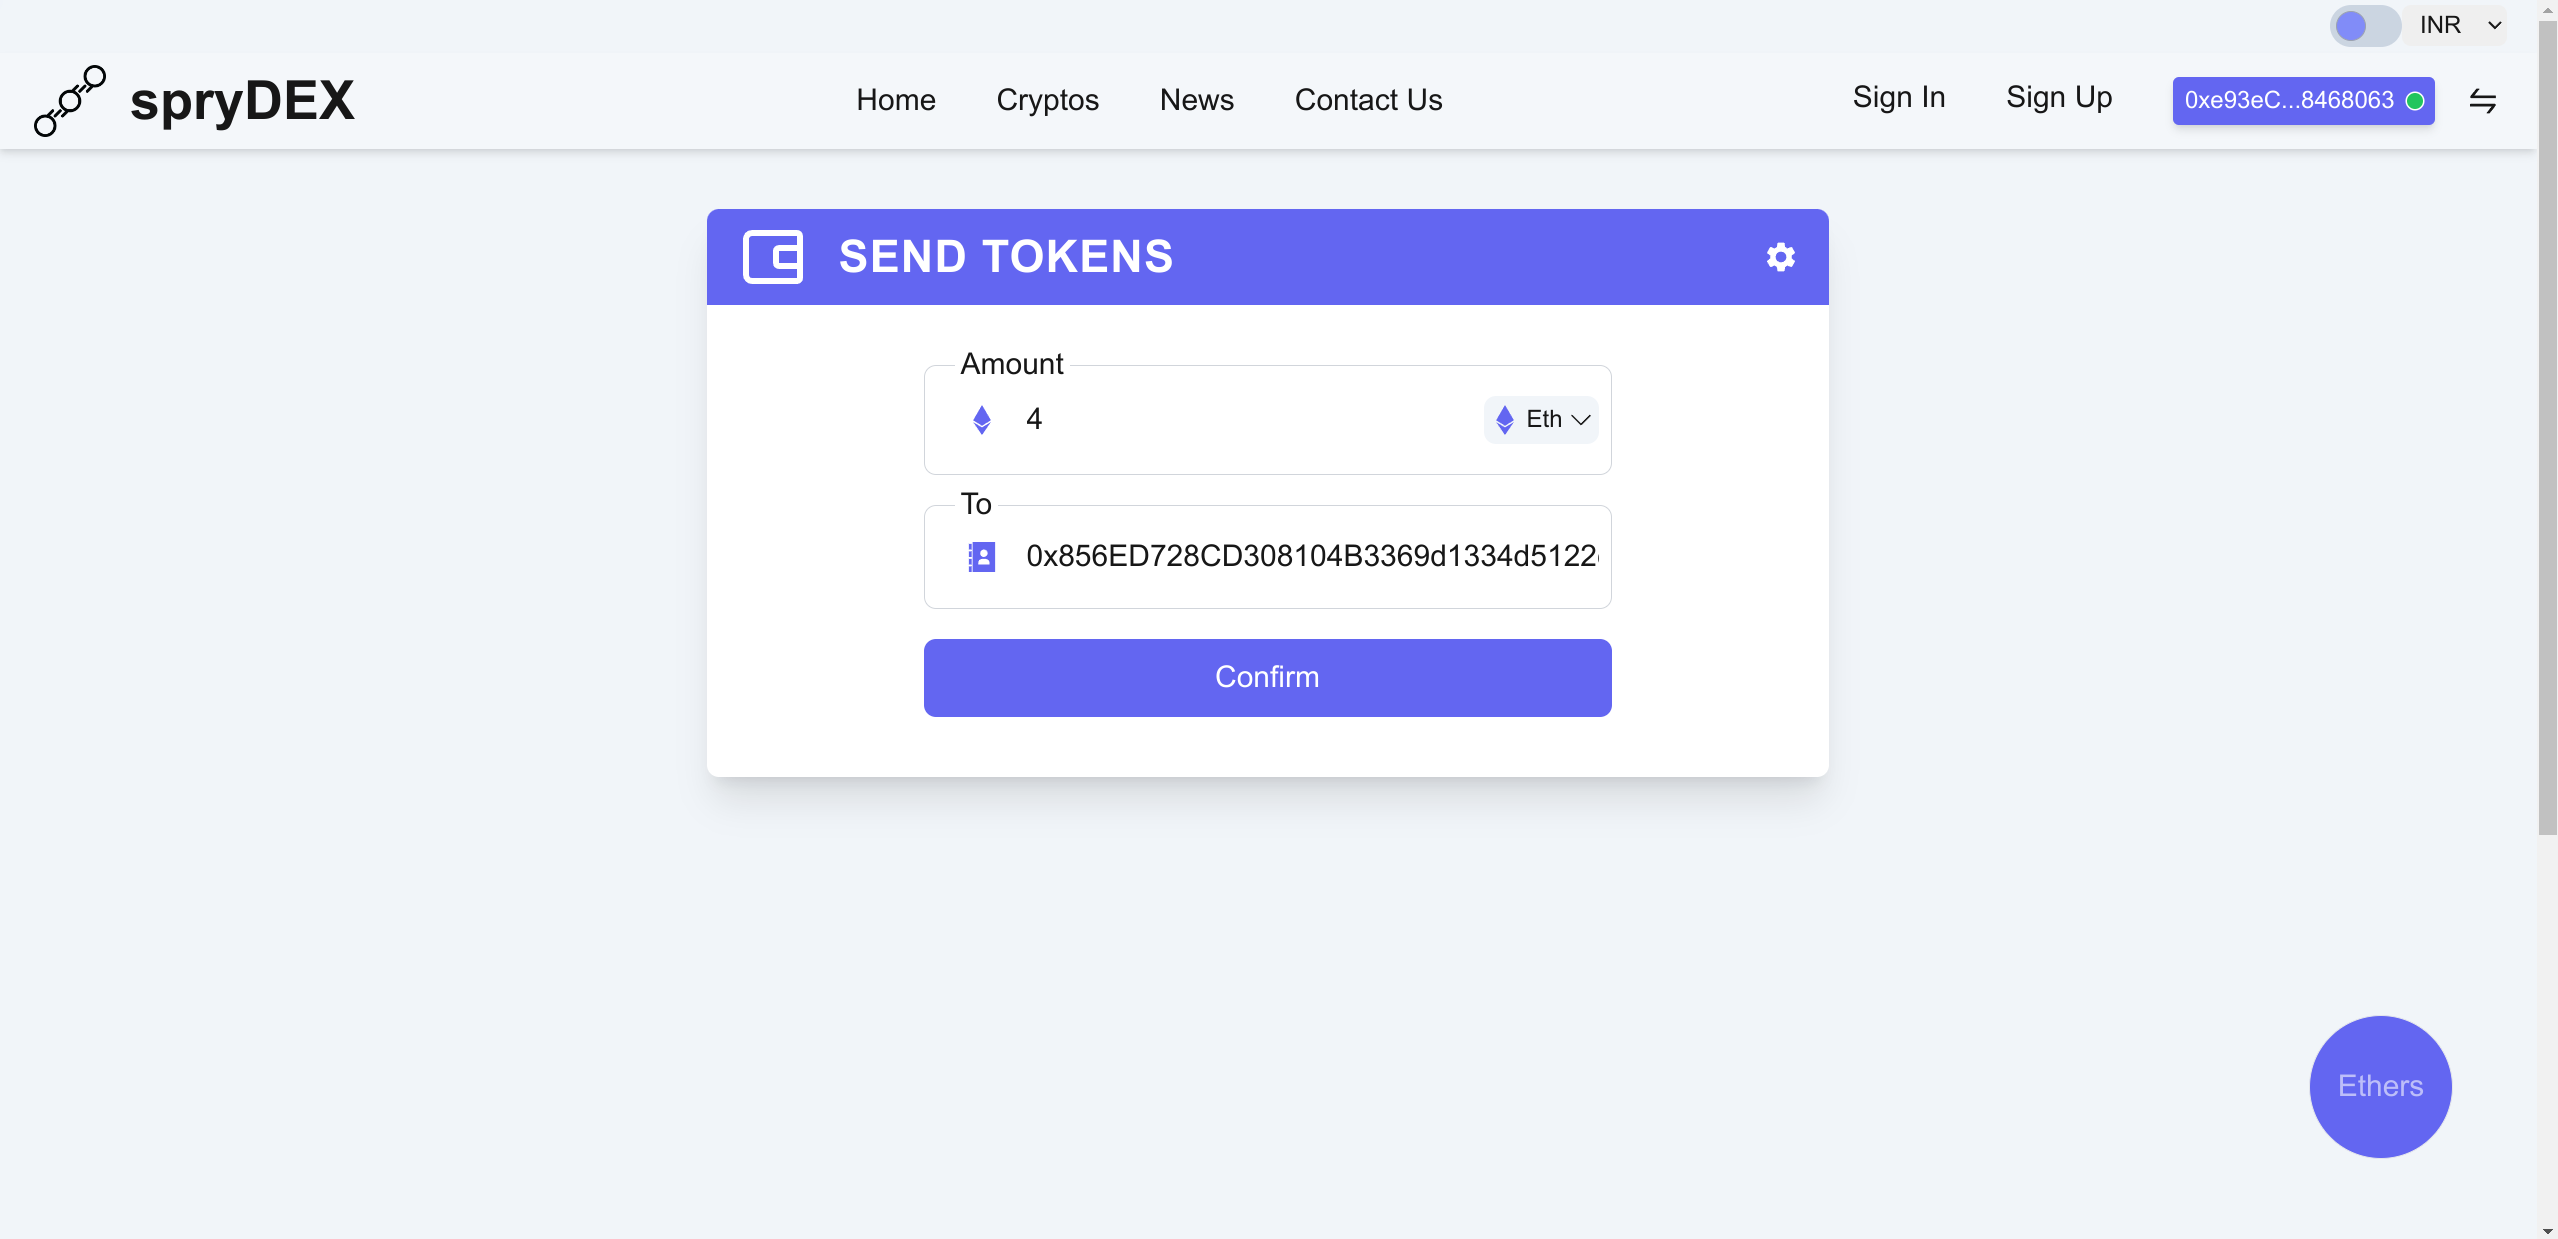 INR
spryDEX
Home Cryptos News Contact Us Sign In Sign Up 0xe93eC...8468063
SEND TOKENS
Amount
4 Eth
To
0x856ED728CD308104B3369d1334d5122
Confirm
Ethers